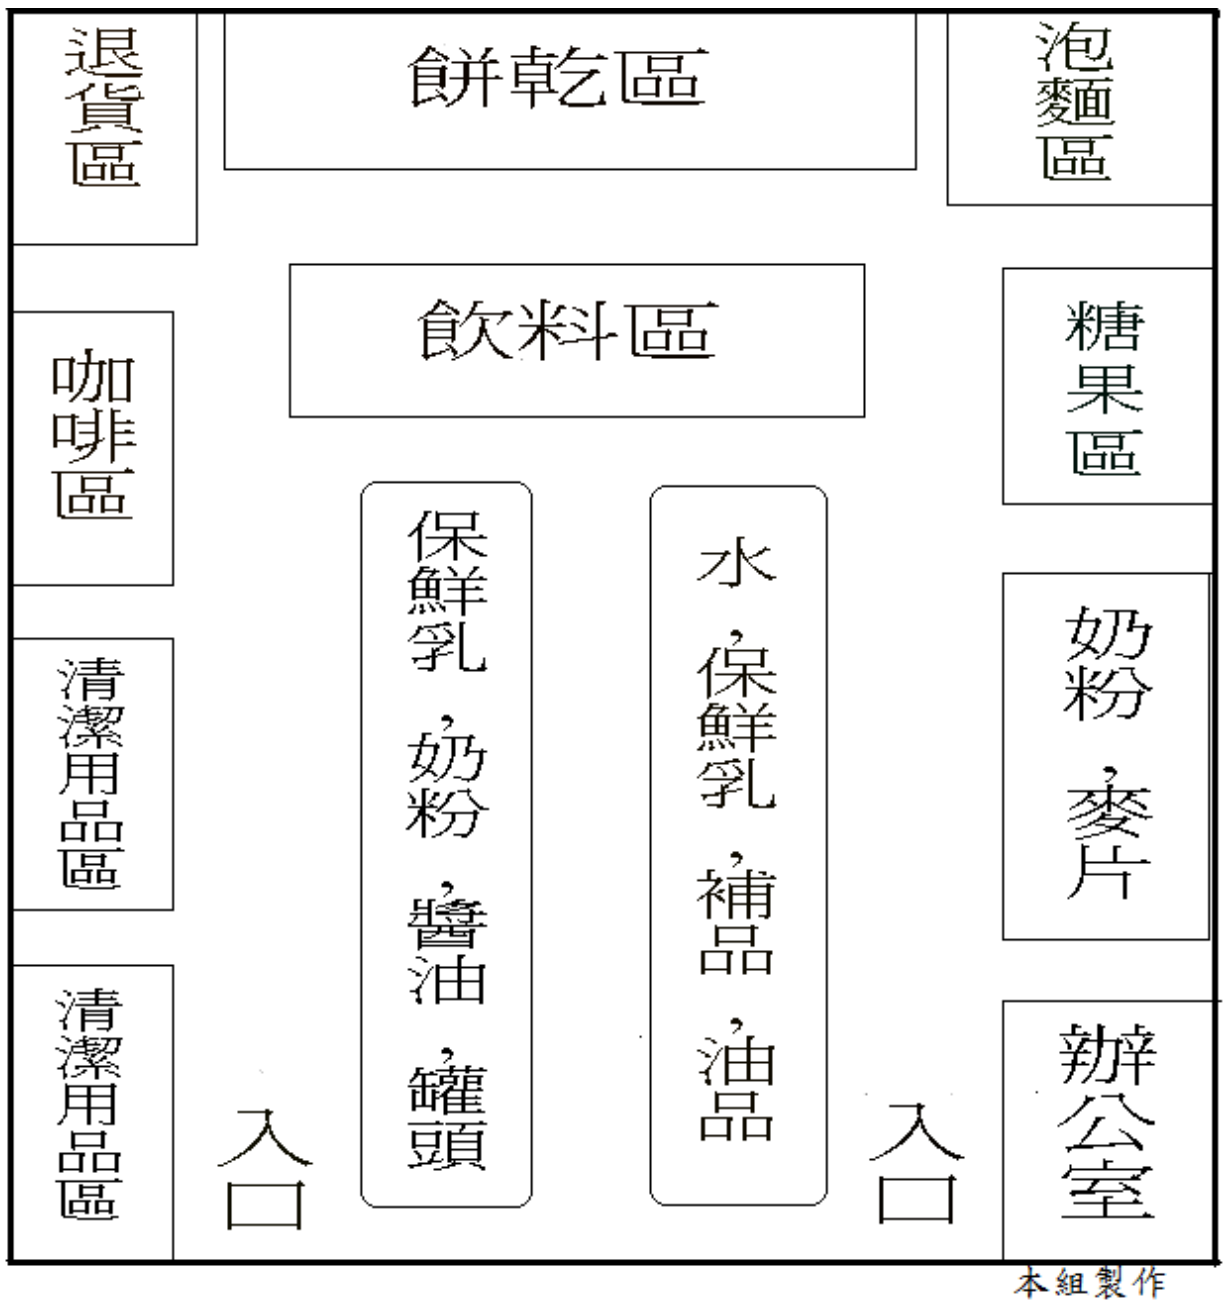 退貨區
餅乾區
泡麵區
飲料區
糖果區
咖啡區
保鮮乳，奶粉，醬油，罐頭
水，保鮮乳，補品，油品
奶粉，麥片
清潔用品區
清潔用品區
入口
入口
辦公室
本組製作